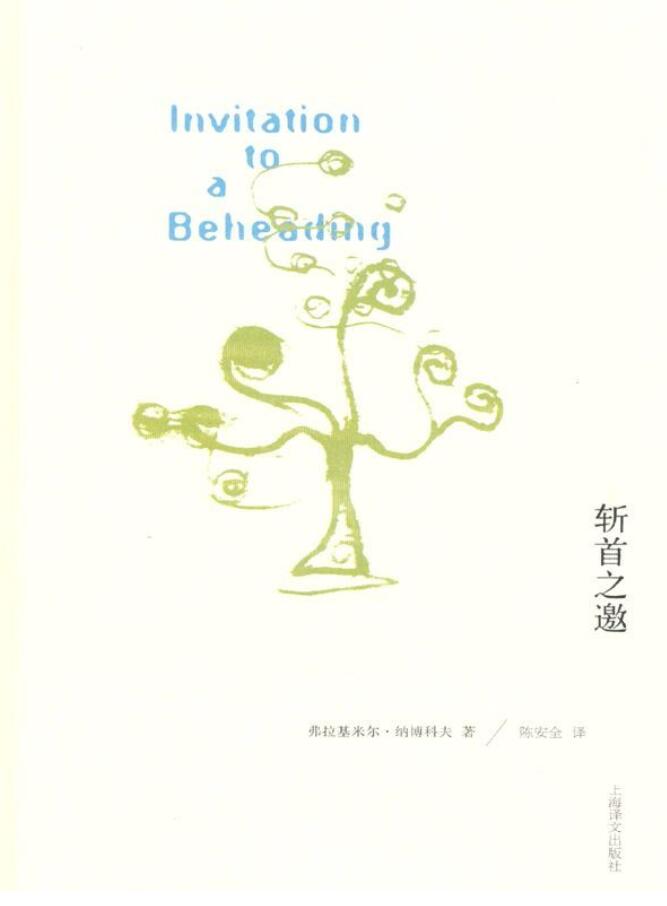 Invitation
to
a
Beheading
斩首之邀
弗拉基米尔·纳博科夫 著 / 陈安全 译
上海译文出版社